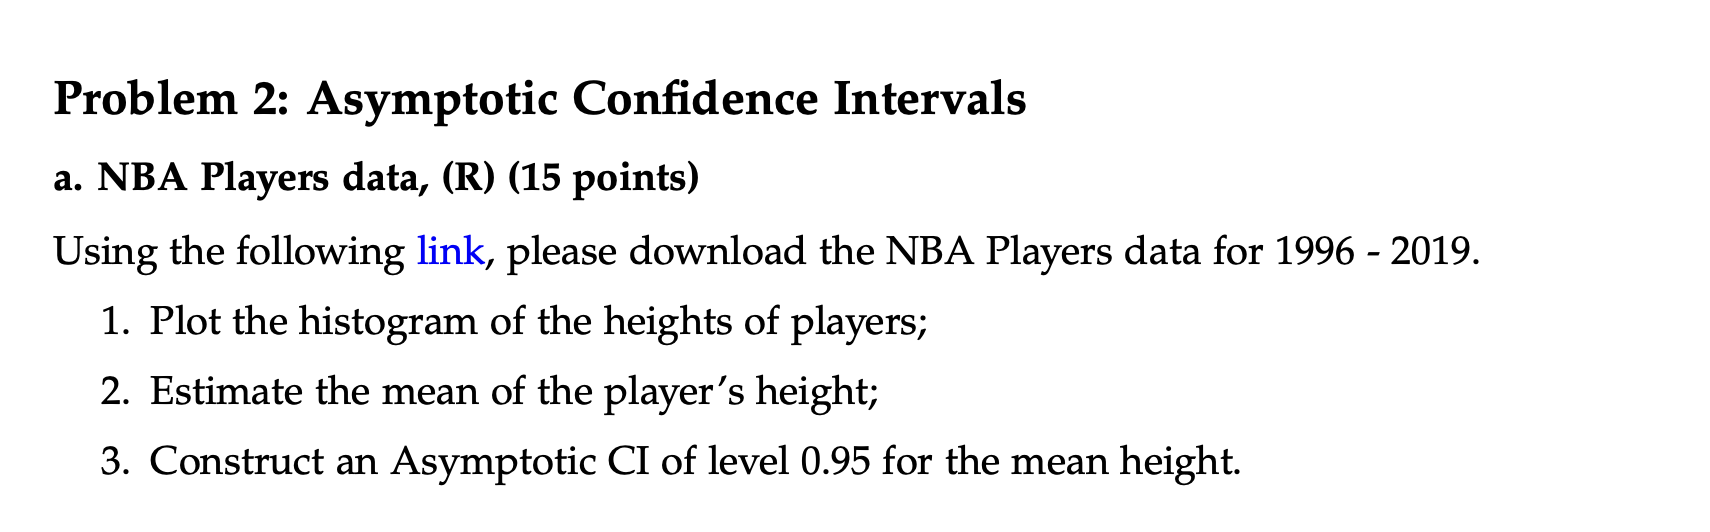 Problem 2: Asymptotic Confidence Intervals
a. NBA Players data, (R) (15 points)
Using the following link, please download the NBA Players data for 1996 - 2019.
1. Plot the histogram of the heights of players;
2. Estimate the mean of the player's height;
3. Construct an Asymptotic CI of level 0.95 for the mean height.